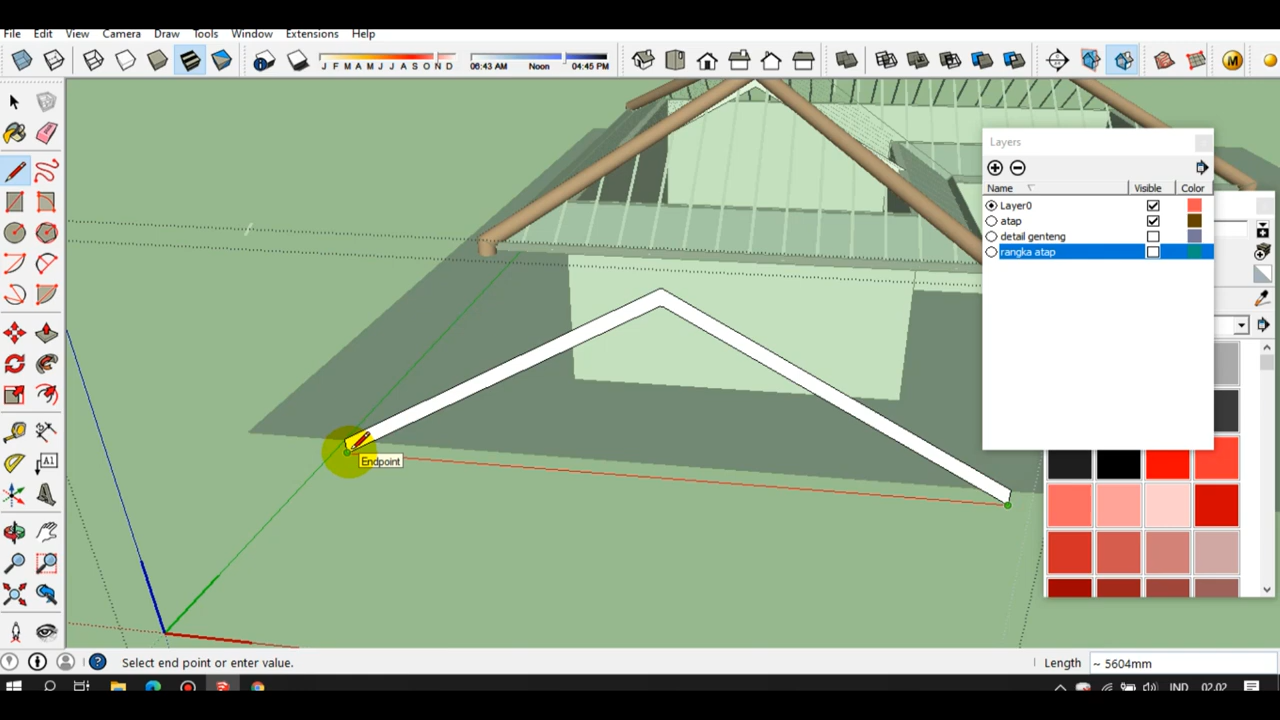 File Edit View Camera Draw Tools Window Extensions Help
J F M A M J J A S O N D
06:43 AM Noon 04:45 PM
M
Layers
Name Visible Color
Layer0
atap
detail genteng
rangka atap
A1
Endpoint
Select end point or enter value.
Length ~ 5604mm
IND 02.02